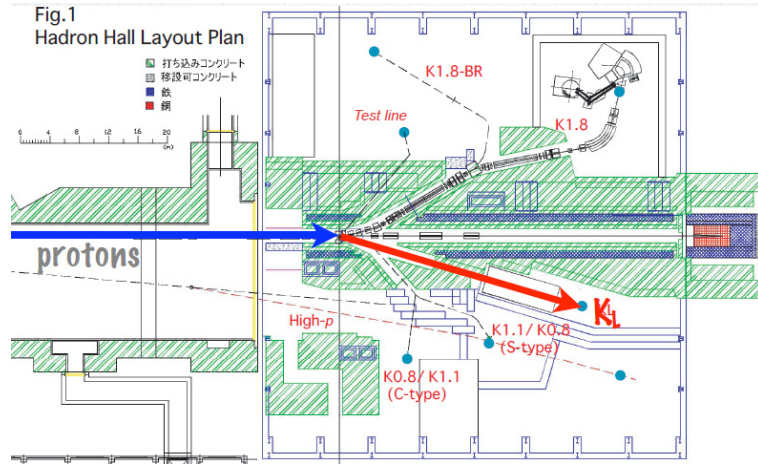 Fig.1
Hadron Hall Layout Plan
打ち込みコンクリート
移設可コンクリート
鉄
銅
0 4 8 12 16 20
(m)
K1.8-BR
Test line
K1.8
protons
KL
High-p
K1.1/ K0.8
(S-type)
K0.8/ K1.1
(C-type)